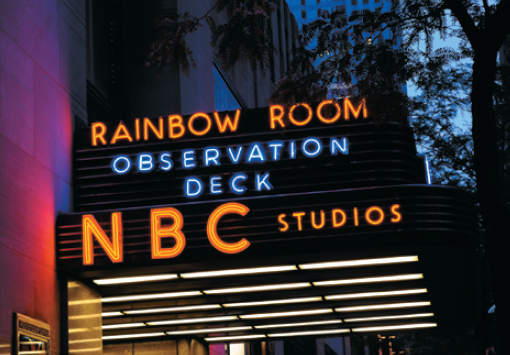 RAINBOW ROOM
OBSERVATION
DECK
NBC STUDIOS